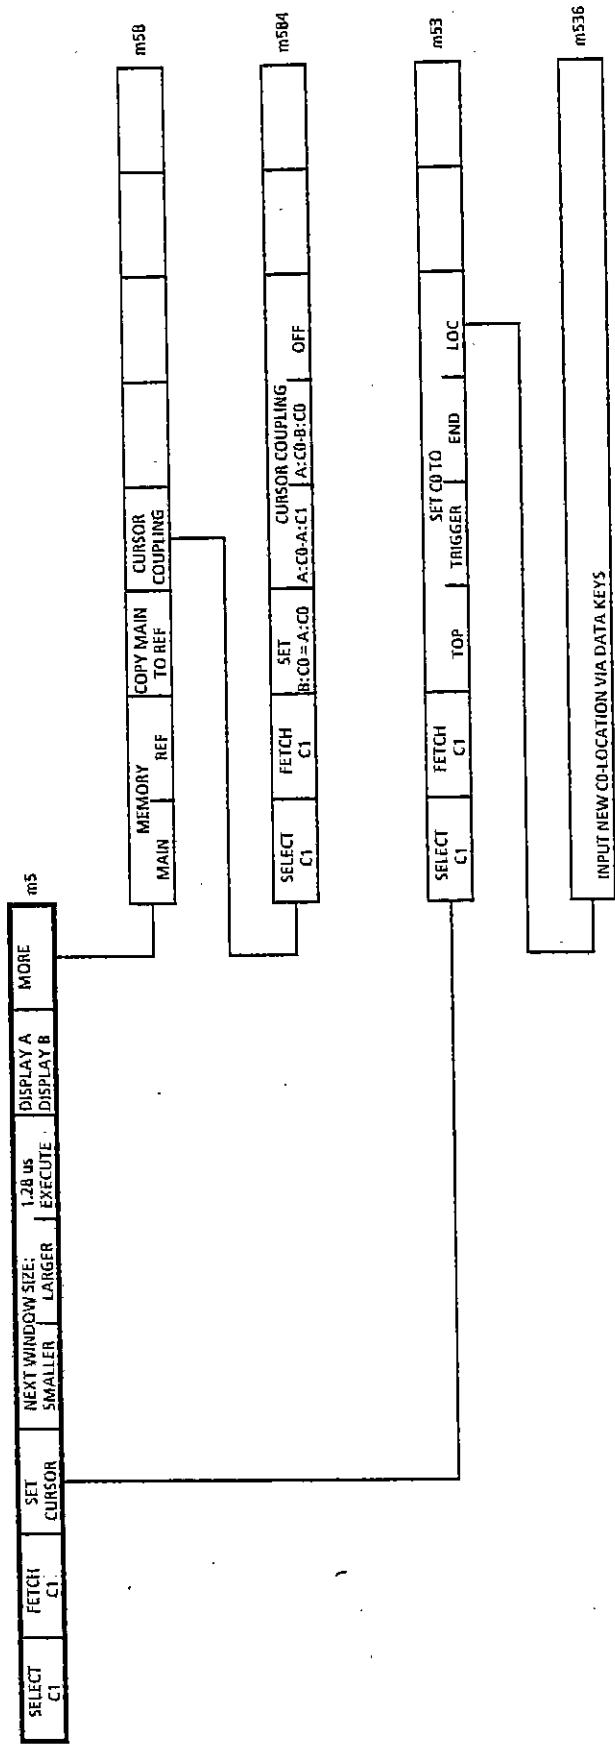 m5
SELECT C1
FETCH C1
SET CURSOR
NEXT WINDOW SIZE: 1.28 us
SMALLER LARGER EXECUTE
DISPLAY A
DISPLAY B
MORE
m58
MEMORY
MAIN REF
COPY MAIN TO REF
CURSOR COUPLING
m584
SELECT C1
FETCH C1
SET B:C0 = A:C0
CURSOR COUPLING
A:C0-A:C1 A:C0-B:C0 OFF
m53
SELECT C1
FETCH C1
SET C0 TO
TOP TRIGGER END LOC
m536
INPUT NEW C0-LOCATION VIA DATA KEYS